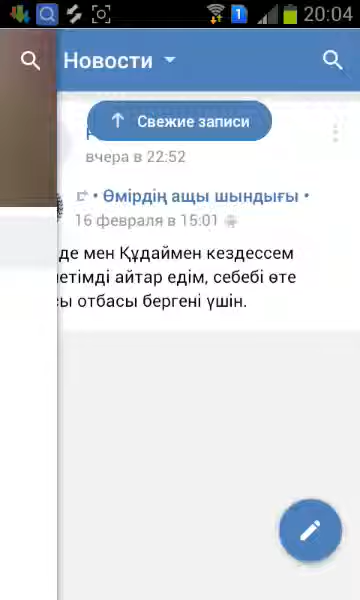 20:04
1
Новости
Свежие записи
вчера в 22:52
• Өмірдің ащы шындығы •
16 февраля в 15:01
де мен Құдаймен кездессем
айтар едім, себебі өте
отбасы бергені үшін.